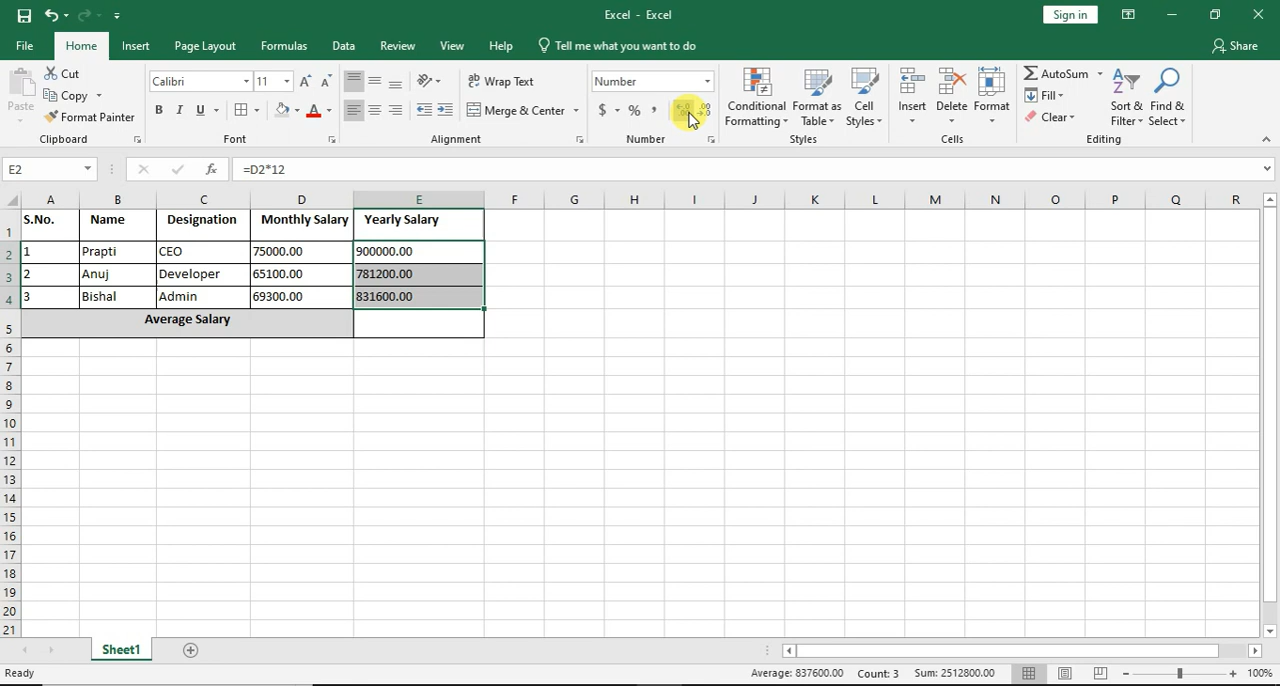 Excel - Excel
Sign in
File Home Insert Page Layout Formulas Data Review View Help Tell me what you want to do Share
Paste Cut Calibri 11 Wrap Text Number Conditional Formatting Format as Table Cell Styles Insert Delete Format AutoSum Sort & Filter Find & Select
Copy Fill
Format Painter B I U A Merge & Center $ % , Clear
Clipboard Font Alignment Number Styles Cells Editing
E2 fx =D2*12
A B C D E F G H I J K L M N O P Q R
1 S.No. Name Designation Monthly Salary Yearly Salary
2 1 Prapti CEO 75000.00 900000.00
3 2 Anuj Developer 65100.00 781200.00
4 3 Bishal Admin 69300.00 831600.00
5 Average Salary
6
7
8
9
10
11
12
13
14
15
16
17
18
19
20
21
Sheet1
Ready Average: 837600.00 Count: 3 Sum: 2512800.00 100%